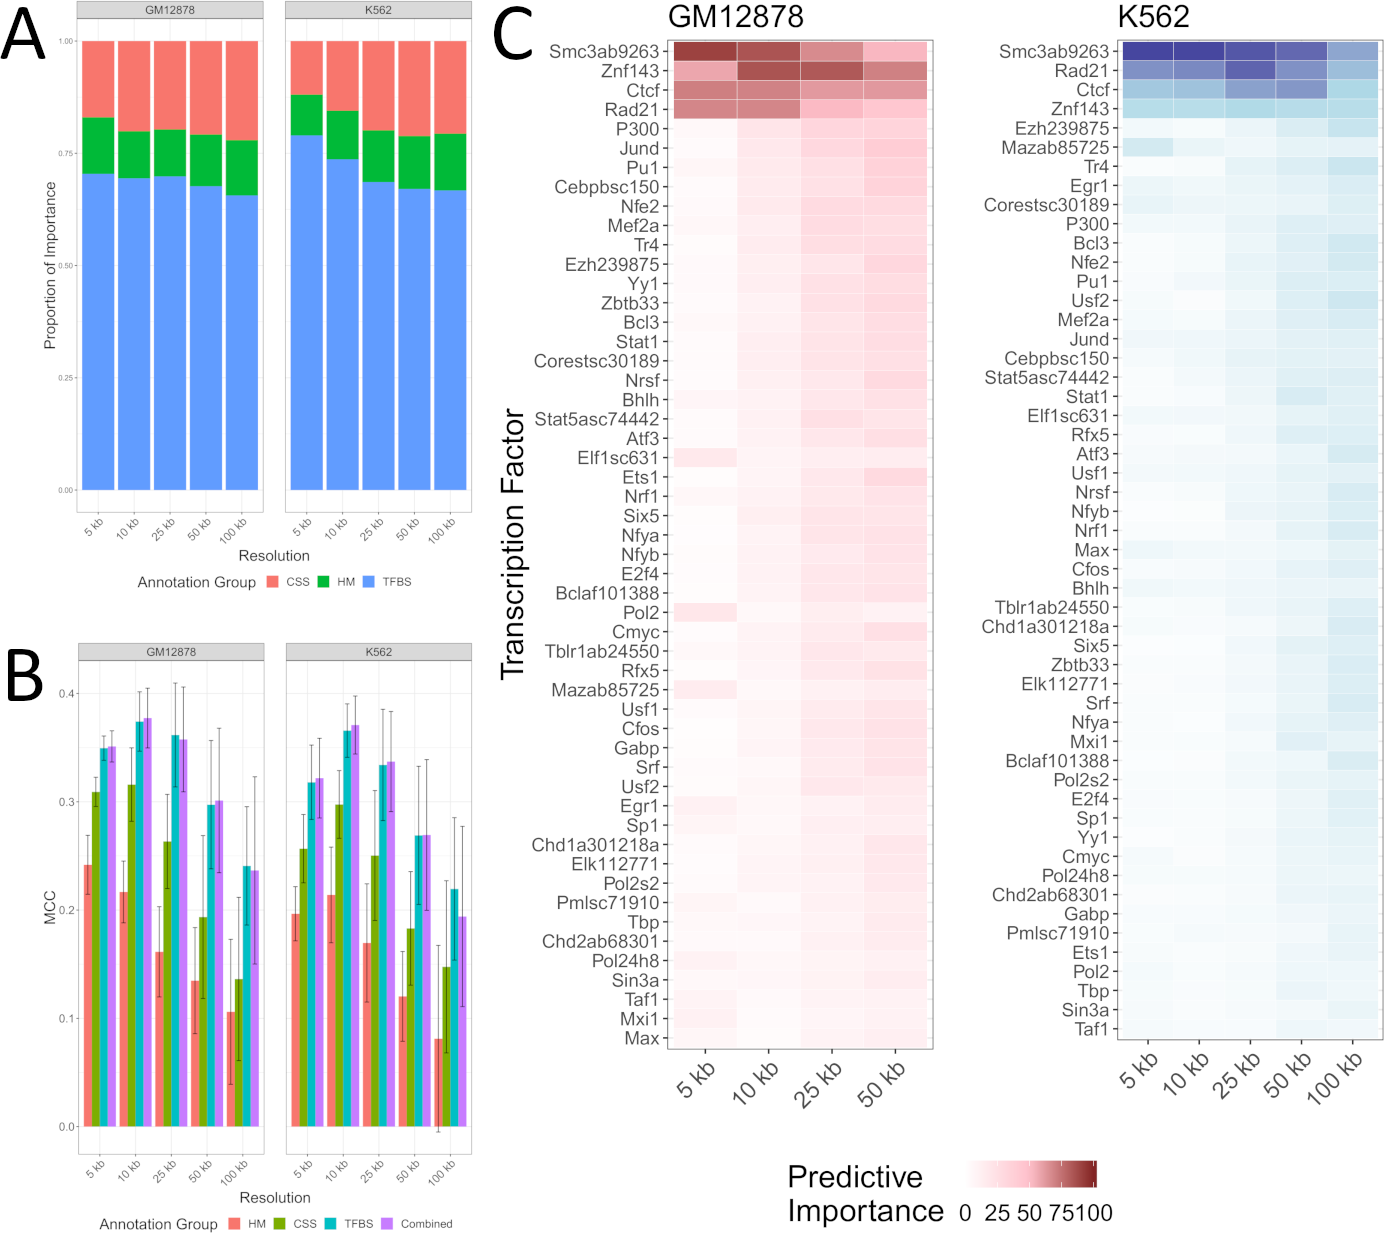 A
GM12878
K562
1.00
0.75
0.50
0.25
0.00
Proportion of Importance
5 kb
10 kb
25 kb
50 kb
100 kb
5 kb
10 kb
25 kb
50 kb
100 kb
Resolution
Annotation Group CSS HM TFBS
B
GM12878
K562
0.4
0.3
0.2
0.1
0.0
MCC
5 kb
10 kb
25 kb
50 kb
100 kb
5 kb
10 kb
25 kb
50 kb
100 kb
Resolution
Annotation Group HM CSS TFBS Combined
C
GM12878
Transcription Factor
Smc3ab9263
Znf143
Ctcf
Rad21
P300
Jund
Pu1
Cebpbsc150
Nfe2
Mef2a
Tr4
Ezh239875
Yy1
Zbtb33
Bcl3
Stat1
Corestsc30189
Nrsf
Bhlh
Stat5asc74442
Atf3
Elf1sc631
Ets1
Nrf1
Six5
Nfya
Nfyb
E2f4
Bclaf101388
Pol2
Cmyc
Tblr1ab24550
Rfx5
Mazab85725
Usf1
Cfos
Gabp
Srf
Usf2
Egr1
Sp1
Chd1a301218a
Elk112771
Pol2s2
Pmlsc71910
Tbp
Chd2ab68301
Pol24h8
Sin3a
Taf1
Mxi1
Max
5 kb
10 kb
25 kb
50 kb
K562
Smc3ab9263
Rad21
Ctcf
Znf143
Ezh239875
Mazab85725
Tr4
Egr1
Corestsc30189
P300
Bcl3
Nfe2
Pu1
Usf2
Mef2a
Jund
Cebpbsc150
Stat5asc74442
Stat1
Elf1sc631
Rfx5
Atf3
Usf1
Nrsf
Nfyb
Nrf1
Max
Cfos
Bhlh
Tblr1ab24550
Chd1a301218a
Six5
Zbtb33
Elk112771
Srf
Nfya
Mxi1
Bclaf101388
Pol2s2
E2f4
Sp1
Yy1
Cmyc
Pol24h8
Chd2ab68301
Gabp
Pmlsc71910
Ets1
Pol2
Tbp
Sin3a
Taf1
5 kb
10 kb
25 kb
50 kb
100 kb
Predictive
Importance 0 25 50 75 100